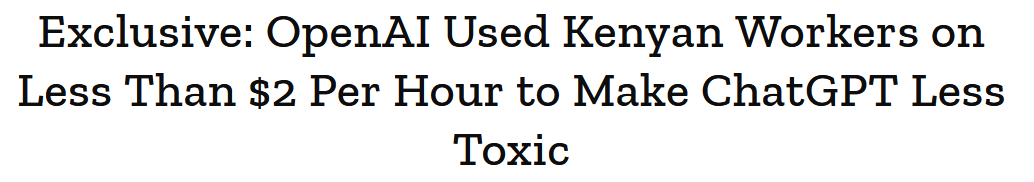 Exclusive: OpenAI Used Kenyan Workers on
Less Than $2 Per Hour to Make ChatGPT Less
Toxic